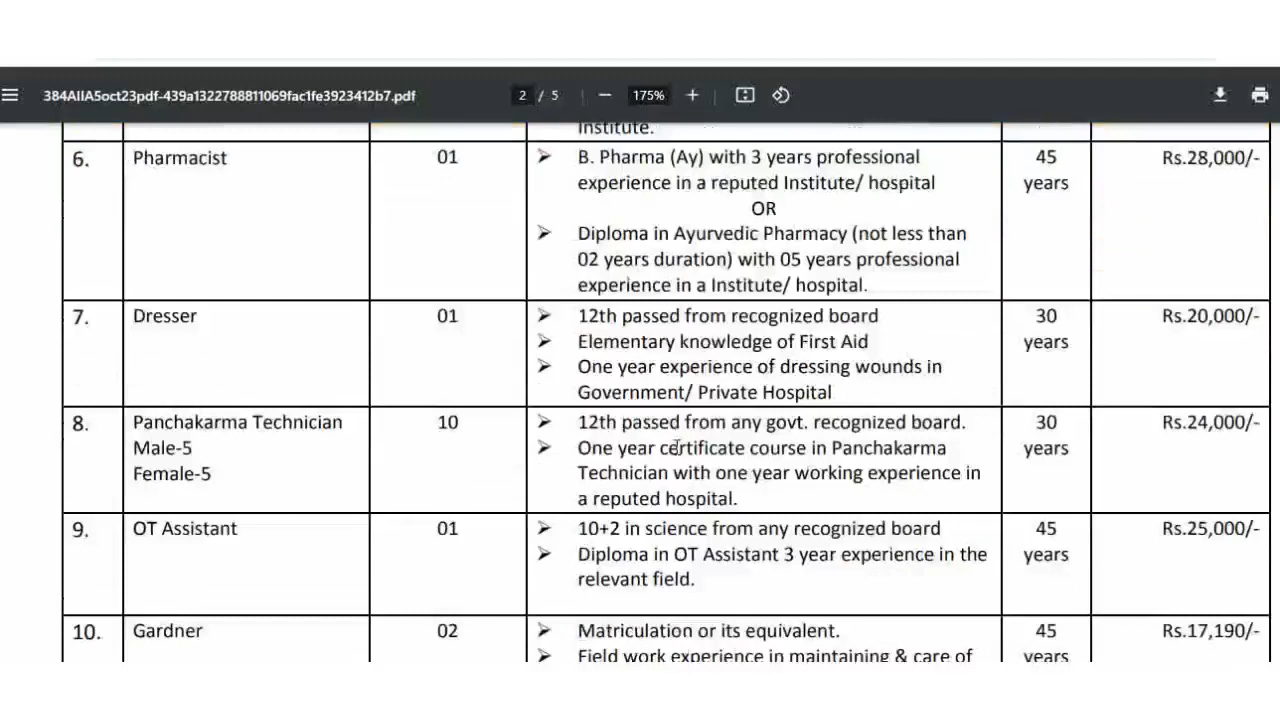 384AIIA5oct23pdf-439a1322788811069fac1fe3923412b7.pdf 2 / 5 175%
Institute.
6. Pharmacist 01 ➢ B. Pharma (Ay) with 3 years professional 45 Rs.28,000/-
experience in a reputed Institute/ hospital years
OR
➢ Diploma in Ayurvedic Pharmacy (not less than
02 years duration) with 05 years professional
experience in a Institute/ hospital.
7. Dresser 01 ➢ 12th passed from recognized board 30 Rs.20,000/-
➢ Elementary knowledge of First Aid years
➢ One year experience of dressing wounds in
Government/ Private Hospital
8. Panchakarma Technician 10 ➢ 12th passed from any govt. recognized board. 30 Rs.24,000/-
Male-5 ➢ One year certificate course in Panchakarma years
Female-5 Technician with one year working experience in
a reputed hospital.
9. OT Assistant 01 ➢ 10+2 in science from any recognized board 45 Rs.25,000/-
➢ Diploma in OT Assistant 3 year experience in the years
relevant field.
10. Gardner 02 ➢ Matriculation or its equivalent. 45 Rs.17,190/-
➢ Field work experience in maintaining & care of years